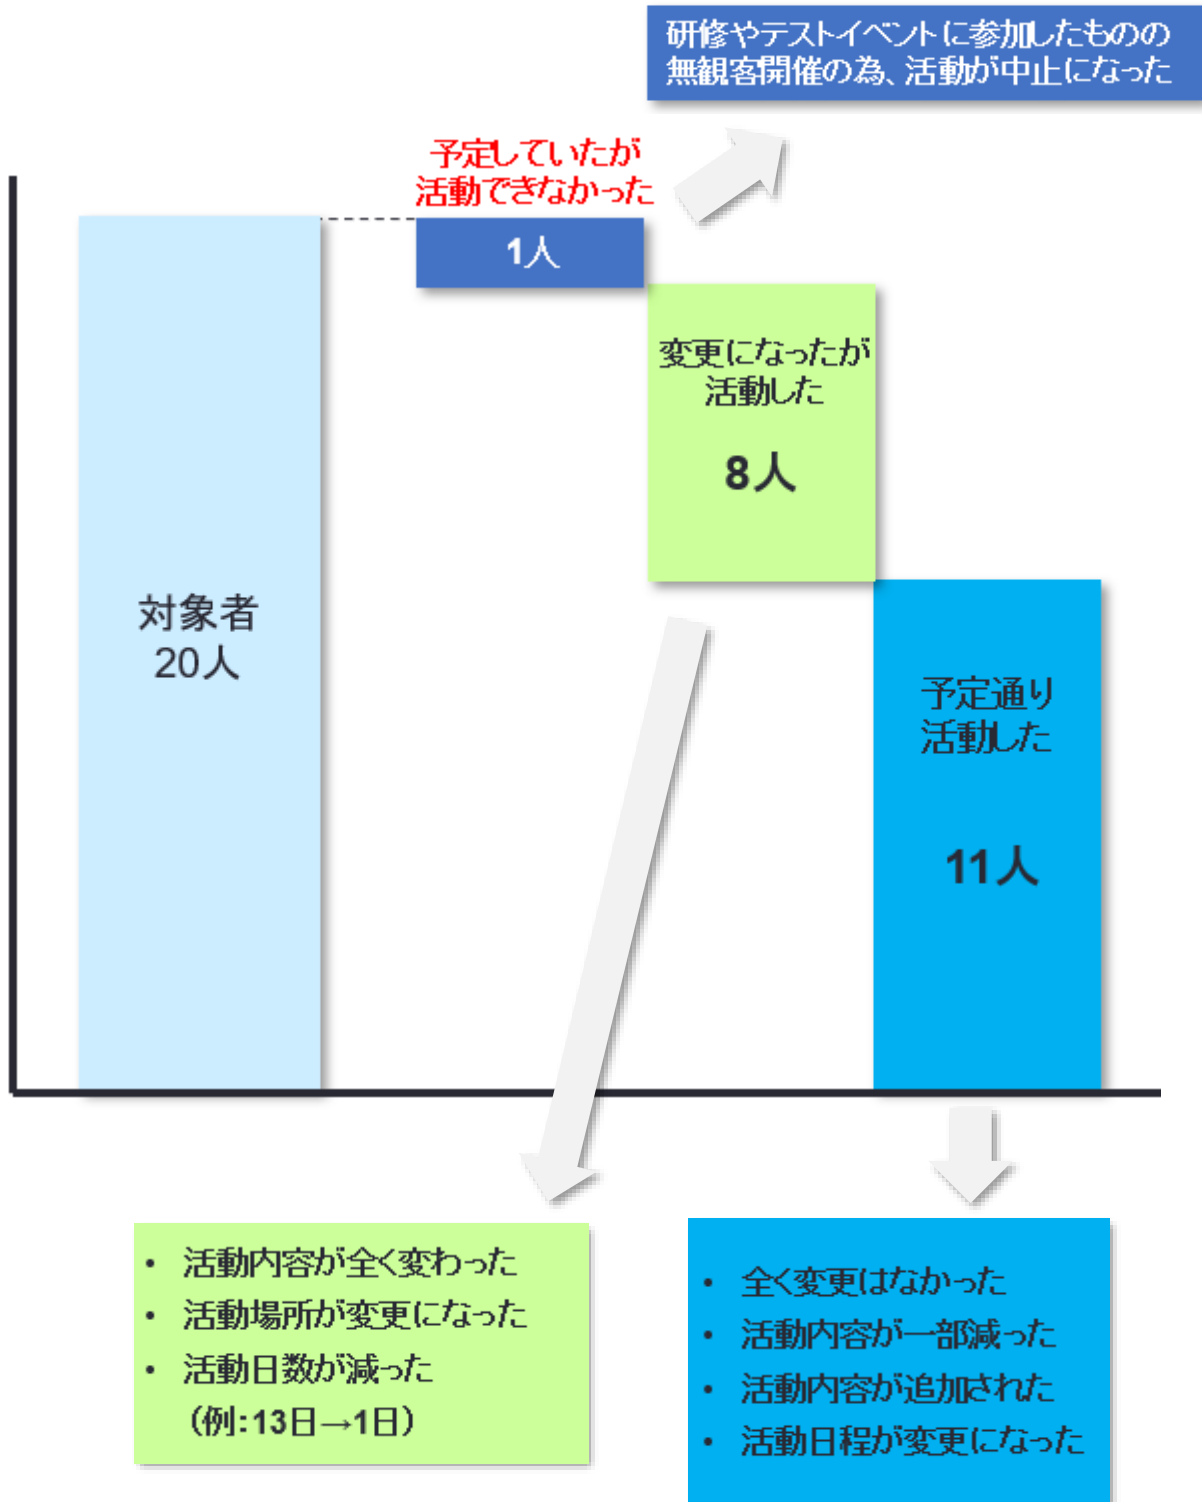 研修やテストイベントに参加したものの
無観客開催の為、活動が中止になった
予定していたが
活動できなかった
1人
変更になったが
活動した
8人
対象者
20人
予定通り
活動した
11人
• 活動内容が全く変わった
• 活動場所が変更になった
• 活動日数が減った
(例:13日→1日)
• 全く変更はなかった
• 活動内容が一部減った
• 活動内容が追加された
• 活動日程が変更になった